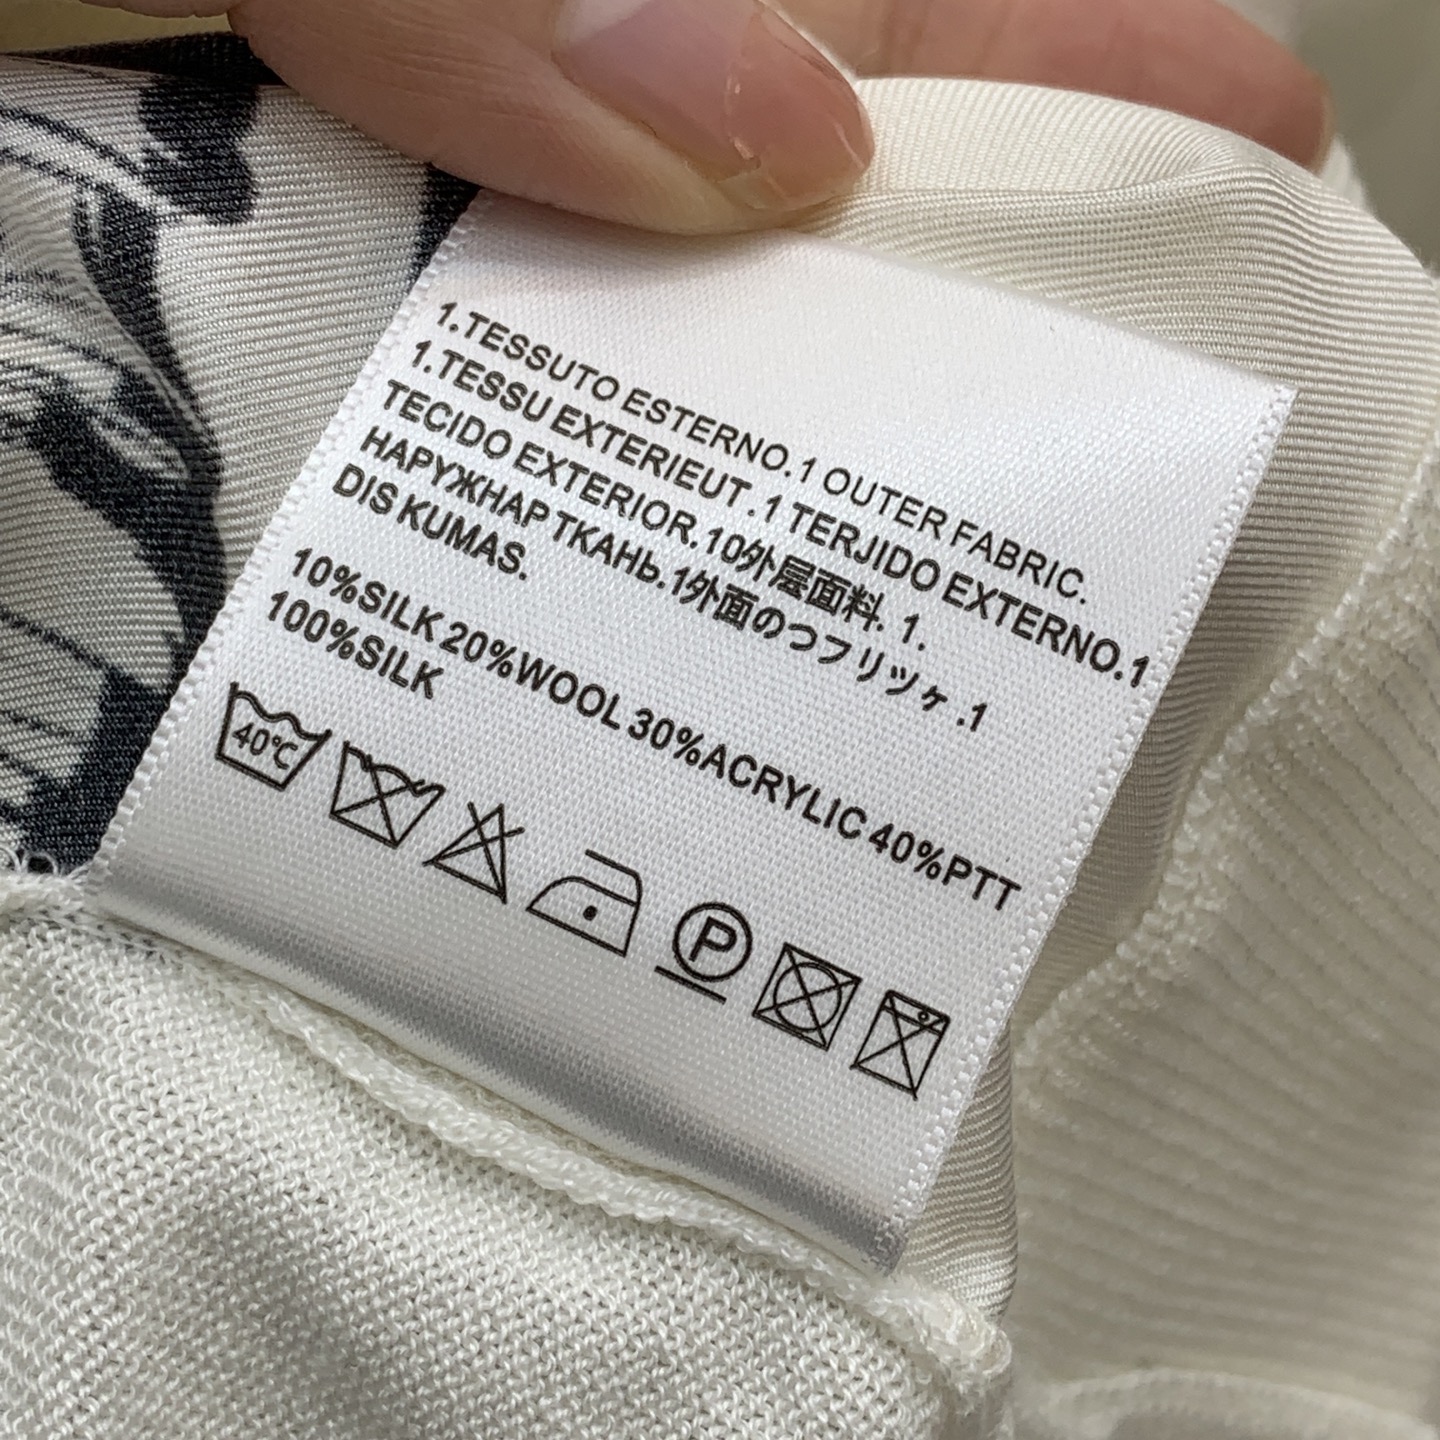 1.TESSUTO ESTERNO.1 OUTER FABRIC.
1.TESSU EXTERIEUT .1 TERJIDO EXTERNO.1
TECIDO EXTERIOR.10外层面料. 1.
НАРУЖНАР ТКАНЬ.1外面のつフリッヶ .1
DIS KUMAS.
10%SILK 20%WOOL 30%ACRYLIC 40%PTT
100%SILK
40℃
P